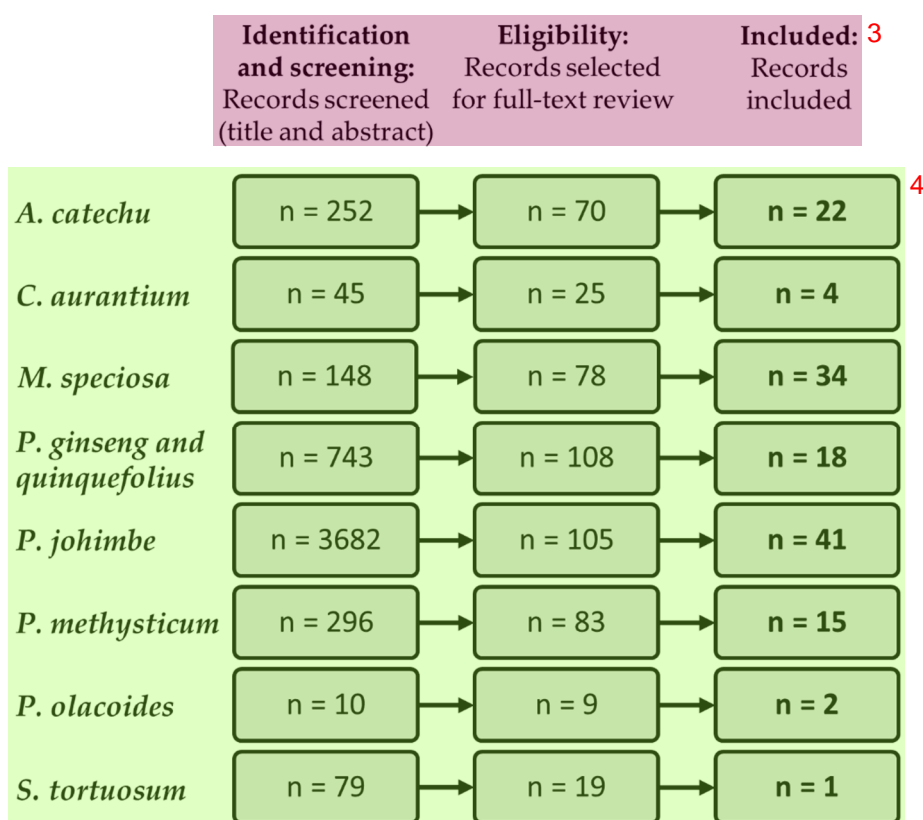 Identification
and screening:
Records screened
(title and abstract)
Eligibility:
Records selected
for full-text review
Included:
Records
included
3
4
A. catechu n = 252 n = 70 n = 22
C. aurantium n = 45 n = 25 n = 4
M. speciosa n = 148 n = 78 n = 34
P. ginseng and
quinquefolius n = 743 n = 108 n = 18
P. johimbe n = 3682 n = 105 n = 41
P. methysticum n = 296 n = 83 n = 15
P. olacoides n = 10 n = 9 n = 2
S. tortuosum n = 79 n = 19 n = 1